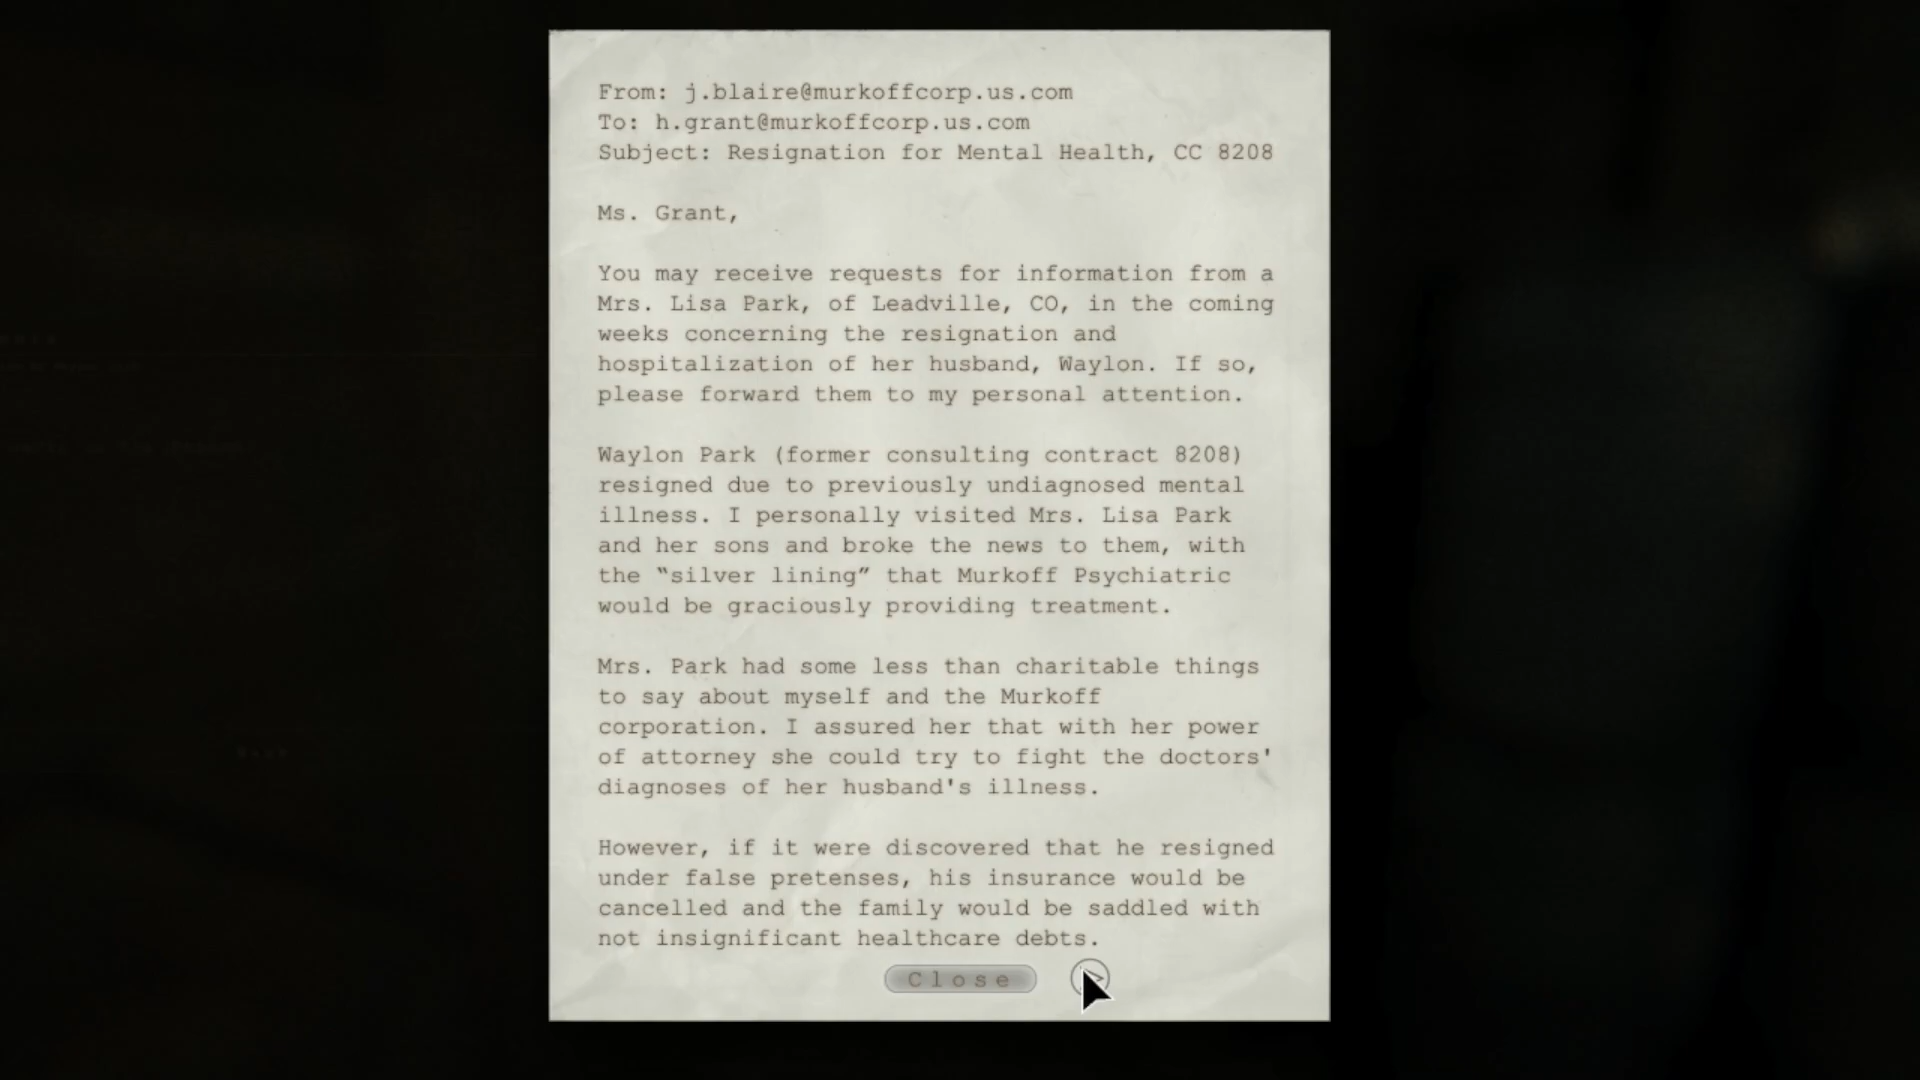 From: j.blaire@murkoffcorp.us.com
To: h.grant@murkoffcorp.us.com
Subject: Resignation for Mental Health, CC 8208
Ms. Grant,
You may receive requests for information from a
Mrs. Lisa Park, of Leadville, CO, in the coming
weeks concerning the resignation and
hospitalization of her husband, Waylon. If so,
please forward them to my personal attention.
Waylon Park (former consulting contract 8208)
resigned due to previously undiagnosed mental
illness. I personally visited Mrs. Lisa Park
and her sons and broke the news to them, with
the “silver lining” that Murkoff Psychiatric
would be graciously providing treatment.
Mrs. Park had some less than charitable things
to say about myself and the Murkoff
corporation. I assured her that with her power
of attorney she could try to fight the doctors'
diagnoses of her husband's illness.
However, if it were discovered that he resigned
under false pretenses, his insurance would be
cancelled and the family would be saddled with
not insignificant healthcare debts.
Close